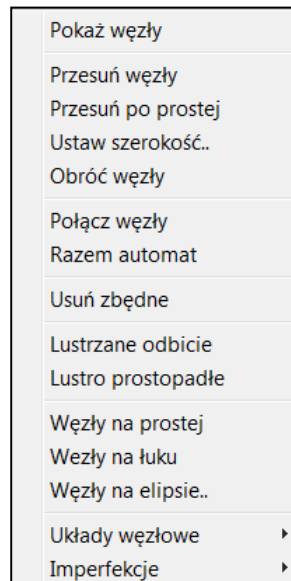 Pokaż węzły
Przesuń węzły
Przesuń po prostej
Ustaw szerokość..
Obróć węzły
Połącz węzły
Razem automat
Usuń zbędne
Lustrzane odbicie
Lustro prostopadłe
Węzły na prostej
Wezły na łuku
Węzły na elipsie..
Układy węzłowe
Imperfekcje